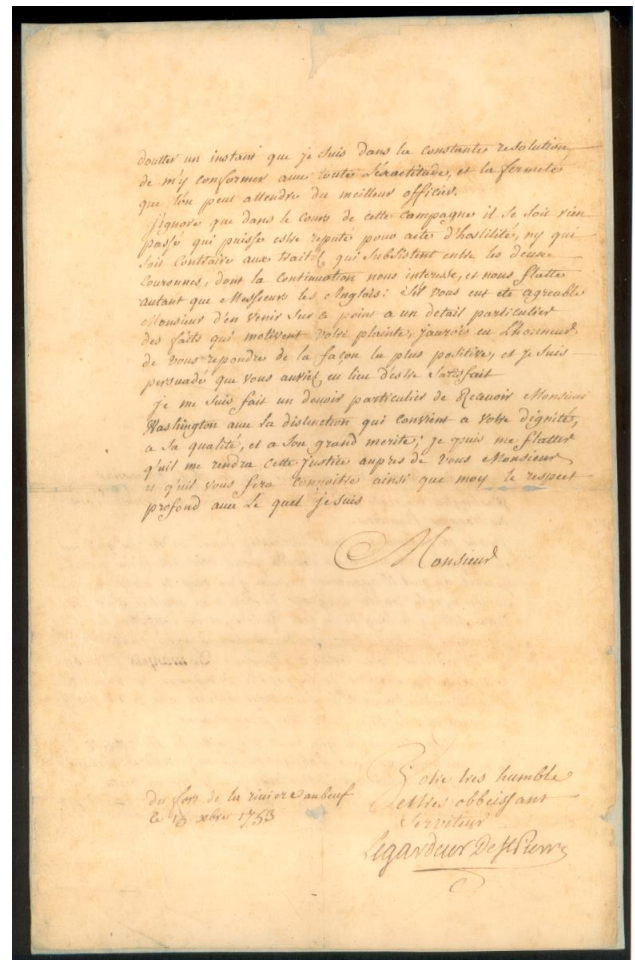 douter un instant que je suis dans la constante resolution
de m'y conformer avec toute L'exactitude, et la fermeté
que l'on peut attendre du meilleur officier.
J'ignore que dans le cours de cette campagne il se soit rien
passé qui puisse estre reputé pour acte d'hostilité, ny qui
soit contraire aux traitéz qui subsistent entre les deux
couronnes, dont la continuation nous interesse, et nous flatte
autant que Messieurs les Anglois: s'il vous eut été agreable
Monsieur d'en venir sur ce point a un detail particulier
des faits qui motivent votre plainte, jaurois eu L'honneur
de vous repondre de la façon la plus positive, et je suis
persuadé que vous auriez eu lieu d'estre satisfait
je me suis fait un devoir particulier de Recevoir Monsieur
Washington avec la distinction qui convient a votre dignité,
a sa qualité, et a son grand merite; je puis me flatter
qu'il me rendra cette justice aupres de vous Monsieur
et qu'il vous fera connoitre ainsi que moy le respect
profond avec Le quel je suis
Monsieur
Votre tres humble
et tres obbeissant
Serviteur
Legardeur De St Pierre
Du fort de la riviere au beuf
le 15 xbre 1753